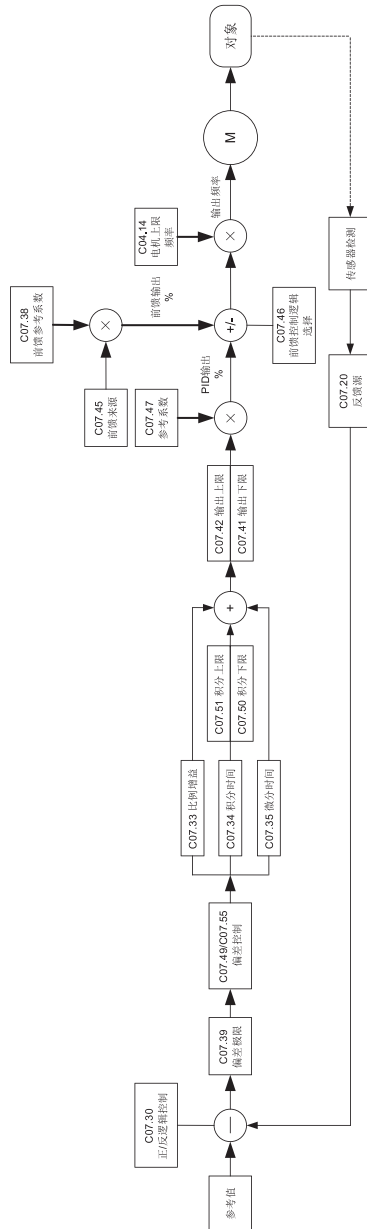 参考值
—
C07.30
正/反逻辑控制
C07.39
偏差极限
C07.49/C07.55
偏差控制
C07.33 比例增益
C07.34 积分时间
C07.35 微分时间
C07.51 积分上限
C07.50 积分下限
+
C07.42 输出上限
C07.41 输出下限
×
C07.47
参考系数
PID输出
%
C07.45
前馈来源
×
C07.38
前馈参考系数
前馈输出
%
+/-
C07.46
前馈控制逻辑
选择
×
C04.14
电机上限
频率
输出频率
M
对象
传感器检测
C07.20
反馈源